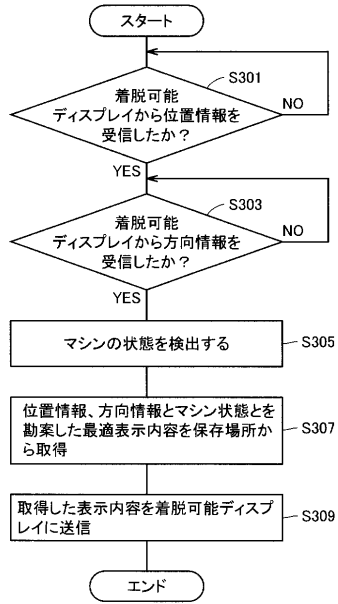 スタート
S301
着脱可能
ディスプレイから位置情報を
受信したか？
NO
YES
S303
着脱可能
ディスプレイから方向情報を
受信したか？
NO
YES
マシンの状態を検出する
S305
位置情報、方向情報とマシン状態とを
勘案した最適表示内容を保存場所か
ら取得
S307
取得した表示内容を着脱可能ディスプ
レイに送信
S309
エンド